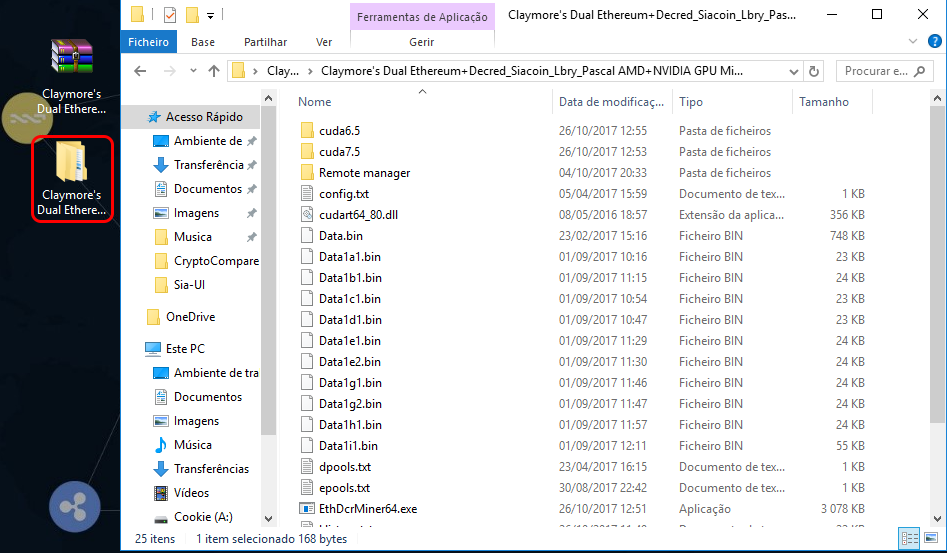 Claymore's
Dual Ethere...
Claymore's
Dual Ethere...
Ferramentas de Aplicação
Claymore's Dual Ethereum+Decred_Siacoin_Lbry_Pas...
Ficheiro
Base
Partilhar
Ver
Gerir
Clay...
Claymore's Dual Ethereum+Decred_Siacoin_Lbry_Pascal AMD+NVIDIA GPU Mi...
Procurar e...
Acesso Rápido
Ambiente de
Transferência
Documentos
Imagens
Musica
CryptoCompare
Sia-UI
OneDrive
Este PC
Ambiente de tra
Documentos
Imagens
Música
Transferências
Vídeos
Cookie (A:)
Nome Data de modificaç... Tipo Tamanho
cuda6.5 26/10/2017 12:55 Pasta de ficheiros
cuda7.5 26/10/2017 12:53 Pasta de ficheiros
Remote manager 04/10/2017 20:33 Pasta de ficheiros
config.txt 05/04/2017 15:59 Documento de tex... 1 KB
cudart64_80.dll 08/05/2016 18:57 Extensão da aplica... 356 KB
Data.bin 23/02/2017 15:16 Ficheiro BIN 748 KB
Data1a1.bin 01/09/2017 10:16 Ficheiro BIN 23 KB
Data1b1.bin 01/09/2017 11:15 Ficheiro BIN 24 KB
Data1c1.bin 01/09/2017 10:54 Ficheiro BIN 23 KB
Data1d1.bin 01/09/2017 10:47 Ficheiro BIN 23 KB
Data1e1.bin 01/09/2017 11:29 Ficheiro BIN 24 KB
Data1e2.bin 01/09/2017 11:30 Ficheiro BIN 24 KB
Data1g1.bin 01/09/2017 11:46 Ficheiro BIN 24 KB
Data1g2.bin 01/09/2017 11:47 Ficheiro BIN 24 KB
Data1h1.bin 01/09/2017 11:57 Ficheiro BIN 24 KB
Data1i1.bin 01/09/2017 12:11 Ficheiro BIN 55 KB
dpools.txt 23/04/2017 16:15 Documento de tex... 1 KB
epools.txt 30/08/2017 22:42 Documento de tex... 1 KB
EthDcrMiner64.exe 26/10/2017 12:51 Aplicação 3 078 KB
25 itens 1 item selecionado 168 bytes